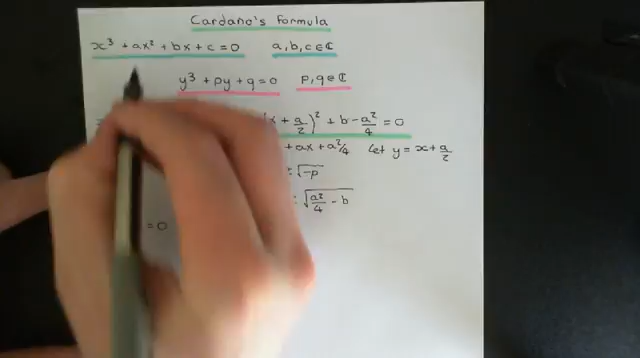 Cardano's Formula
x³ + ax² + bx + c = 0 a, b, c ∈ ℂ
y³ + py + q = 0 p, q ∈ ℂ
x + a/2 )² + b - a²/4 = 0
+ ax + a²/4 Let y = x + a/2
√-p
√a²/4 - b
= 0